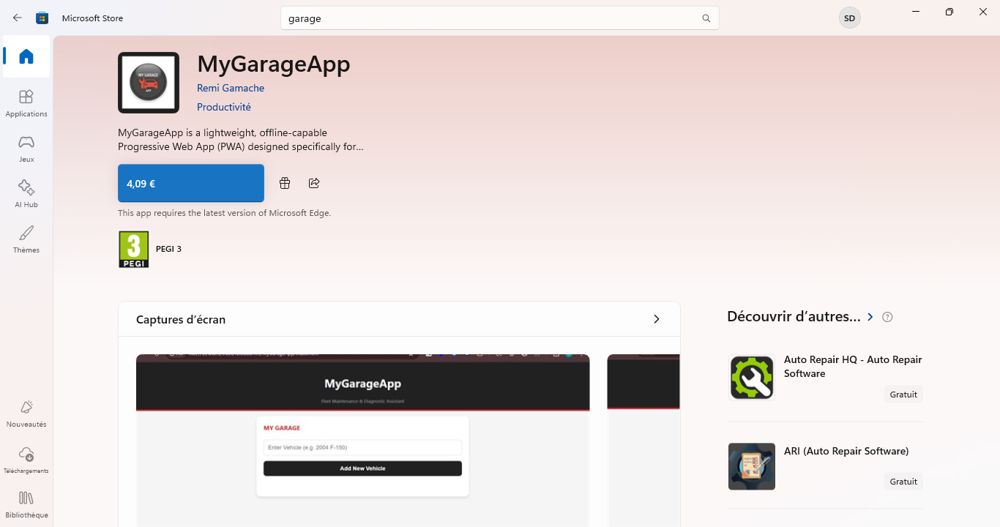 Microsoft Store
garage
SD
Applications
Jeux
AI Hub
Thèmes
Nouveautés
Téléchargements
Bibliothèque
MY GARAGE
APP
MyGarageApp
Remi Gamache
Productivité
MyGarageApp is a lightweight, offline-capable
Progressive Web App (PWA) designed specifically for...
4,09 €
This app requires the latest version of Microsoft Edge.
3
PEGI
PEGI 3
Captures d’écran
MyGarageApp
Fleet Maintenance & Diagnostic Assistant
MY GARAGE
Enter Vehicle (e.g. 2004 F-150)
Add New Vehicle
Découvrir d’autres...
Auto Repair HQ - Auto Repair
Software
Gratuit
ARI (Auto Repair Software)
Gratuit